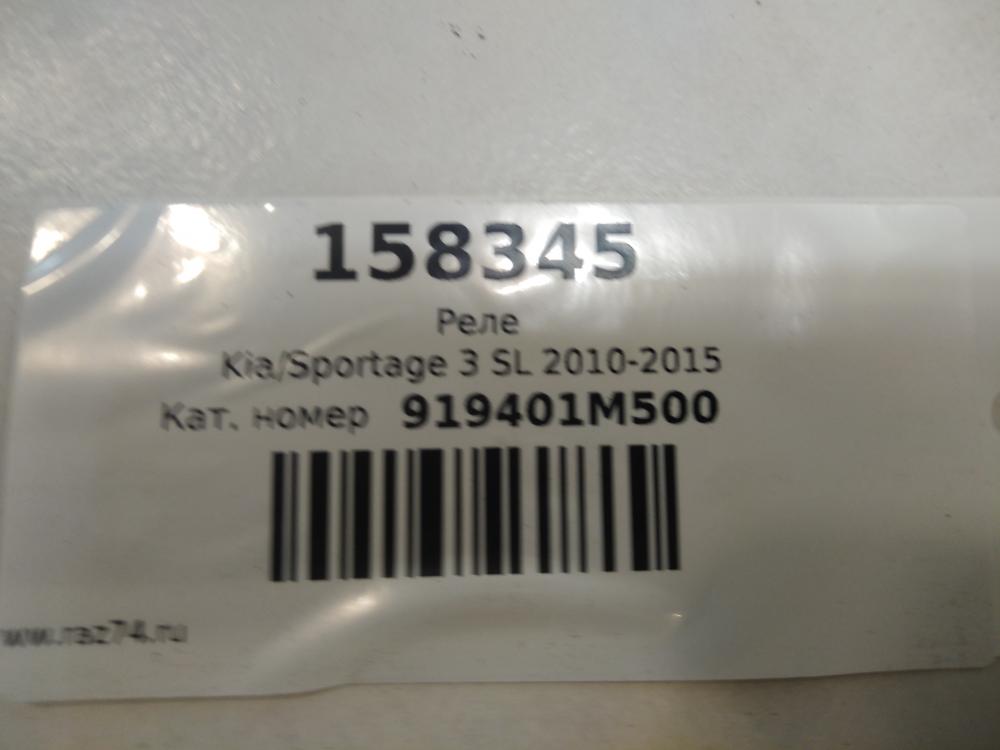 158345
Реле
Kia/Sportage 3 SL 2010-2015
Кат. номер 919401M500
www.raz74.ru